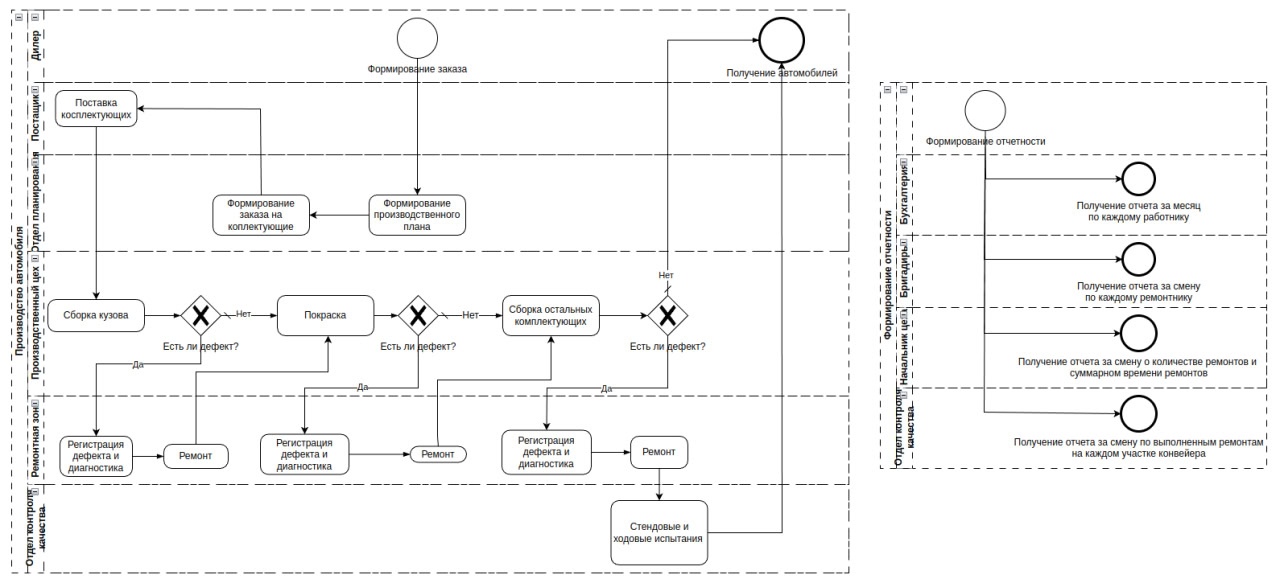 Производство автомобиля
Дилер
Формирование заказа
Получение автомобилей
Постащик
Поставка
косплектующих
Отдел планирования
Формирование
заказа на
коплектующие
Формирование
производственного
плана
Производственный цех
Сборка кузова
Есть ли дефект?
Нет
Да
Покраска
Есть ли дефект?
Нет
Да
Сборка остальных
комплектующих
Есть ли дефект?
Нет
Да
Ремонтная зона
Регистрация
дефекта и
диагностика
Ремонт
Регистрация
дефекта и
диагностика
Ремонт
Регистрация
дефекта и
диагностика
Ремонт
Отдел контроля
качества
Стендовые и
ходовые испытания
Формирование отчетности
Формирование отчетности
Бухгалтерия
Получение отчета за месяц
по каждому работнику
Бригадиры
Получение отчета за смену
по каждому ремонтнику
Начальник цеха
Получение отчета за смену о количестве ремонтов и
суммарном времени ремонтов
Отдел контроля
качества
Получение отчета за смену по выполненным ремонтам
на каждом участке конвейера